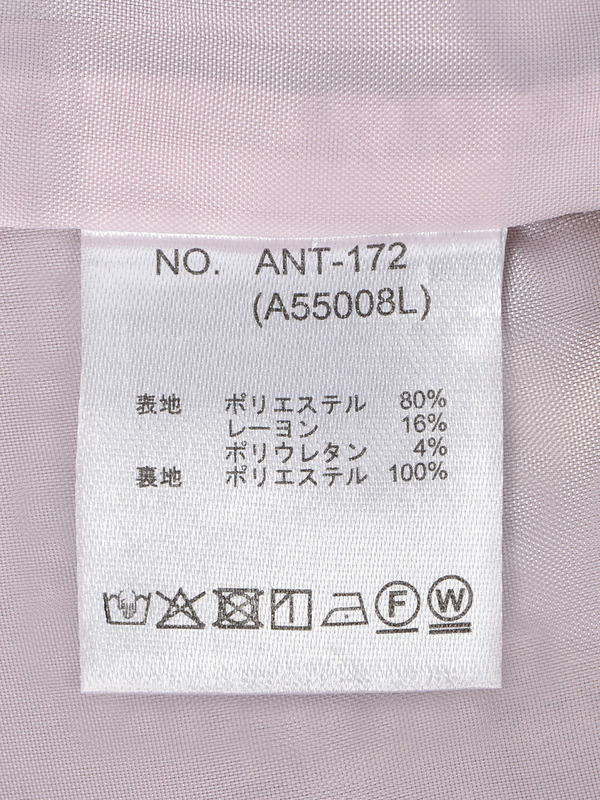 NO. ANT-172
(A55008L)
表地 ポリエステル 80%
レーヨン 16%
ポリウレタン 4%
裏地 ポリエステル 100%
F W